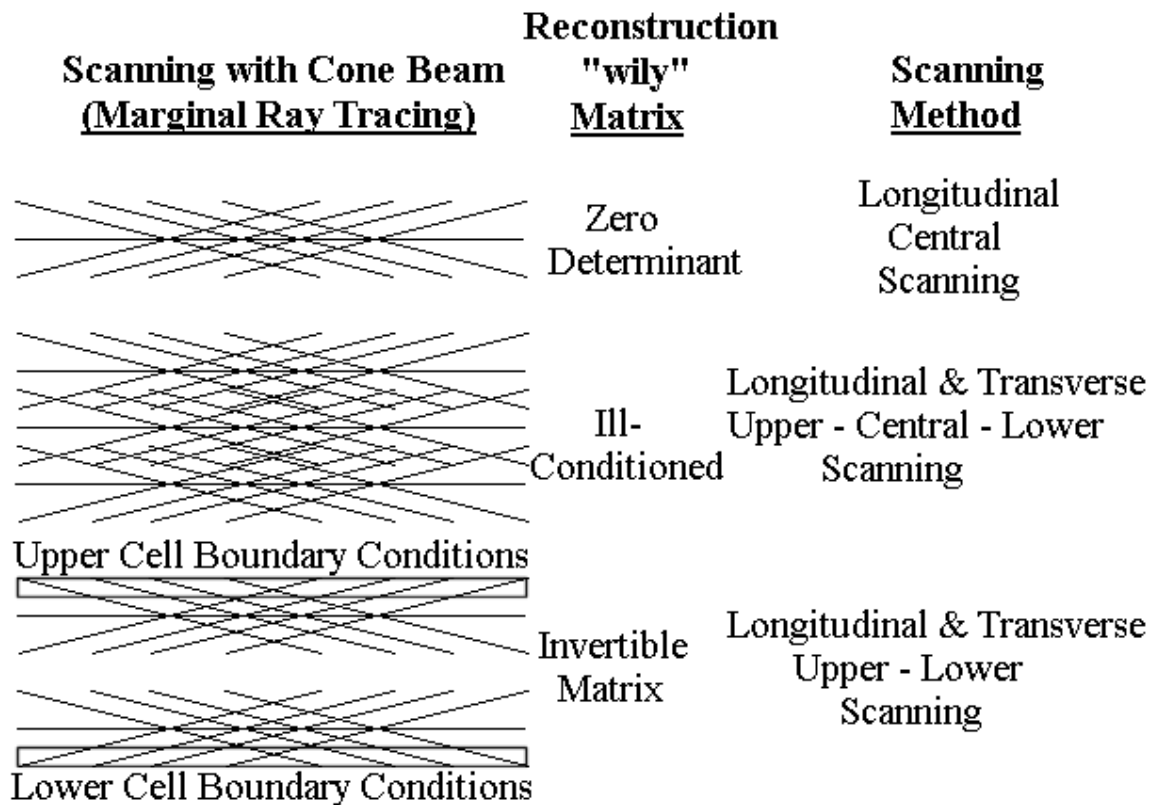 Scanning with Cone Beam
(Marginal Ray Tracing)
Reconstruction
"wily"
Matrix
Scanning
Method
Zero
Determinant
Longitudinal
Central
Scanning
Ill-
Conditioned
Longitudinal & Transverse
Upper - Central - Lower
Scanning
Upper Cell Boundary Conditions
Invertible
Matrix
Longitudinal & Transverse
Upper - Lower
Scanning
Lower Cell Boundary Conditions